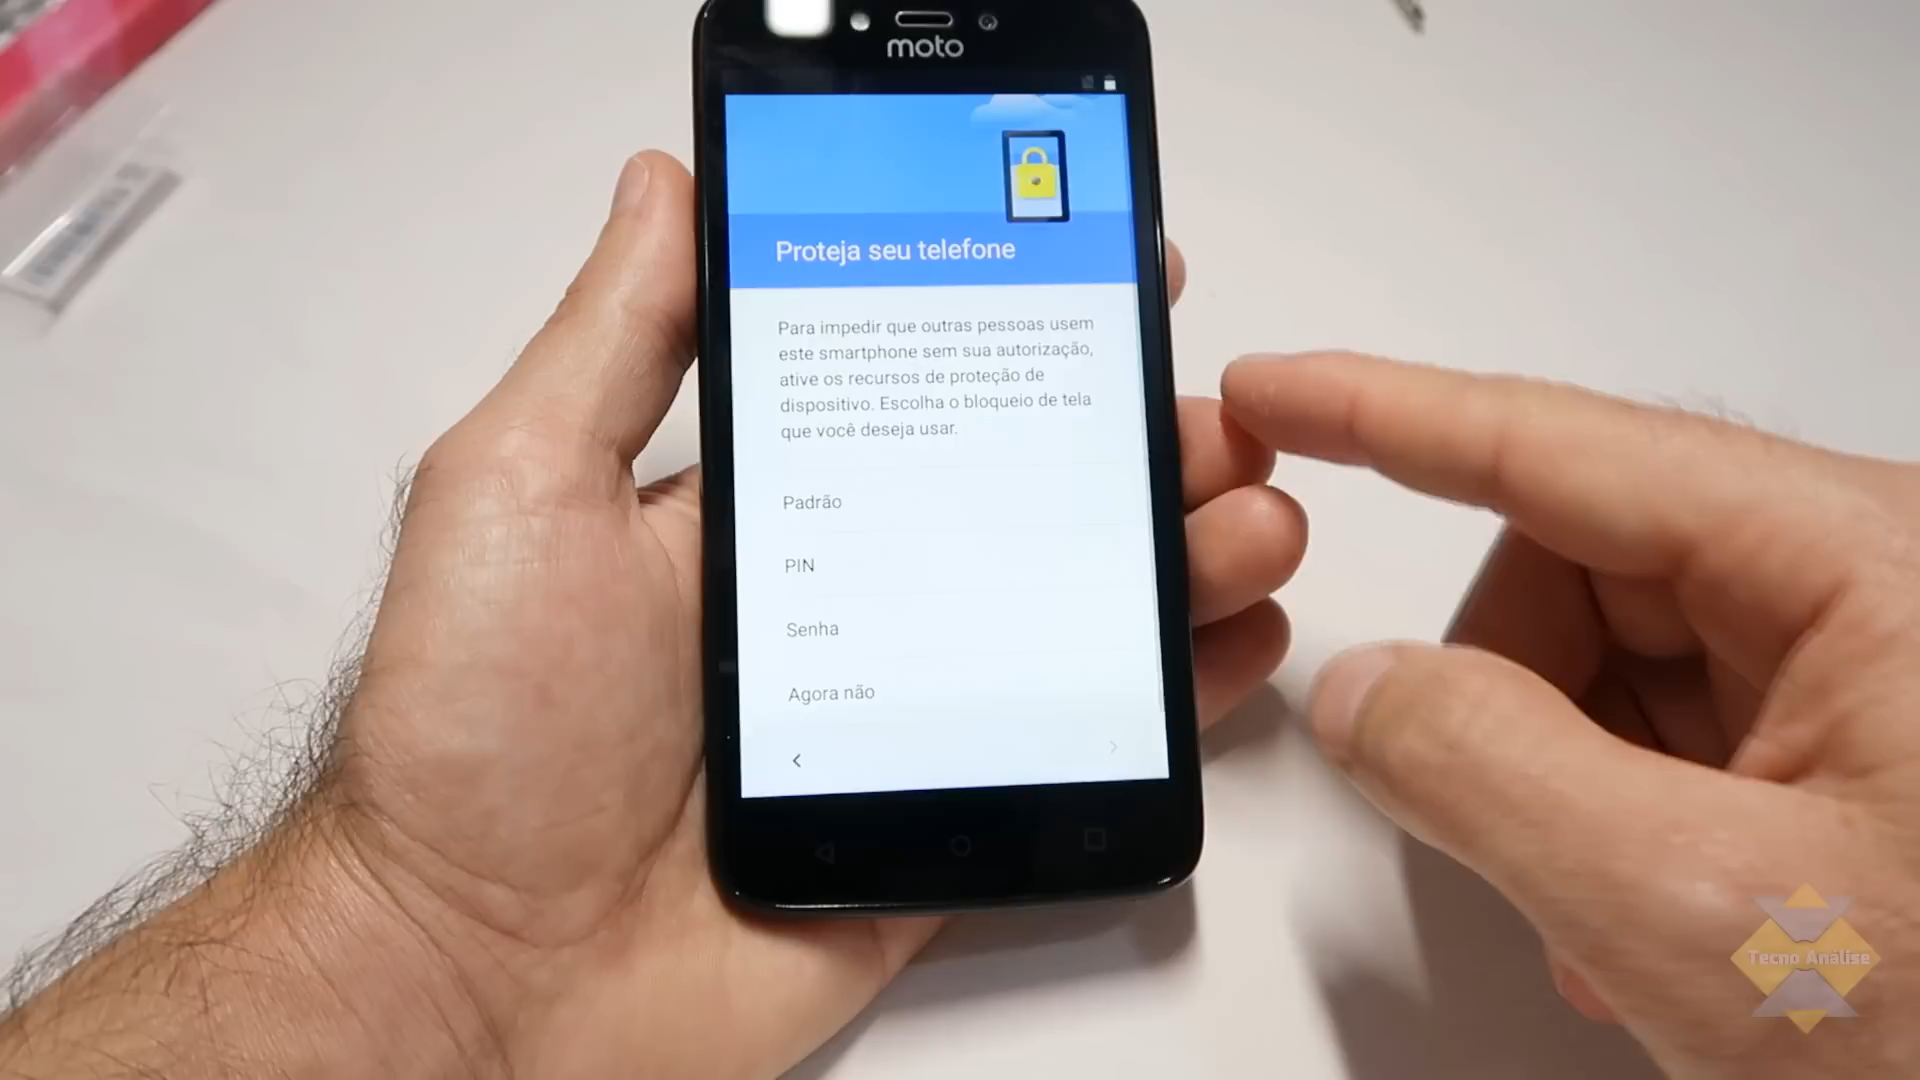 moto
Proteja seu telefone
Para impedir que outras pessoas usem
este smartphone sem sua autorização,
ative os recursos de proteção de
dispositivo. Escolha o bloqueio de tela
que você deseja usar.
Padrão
PIN
Senha
Agora não
Tecno Análise